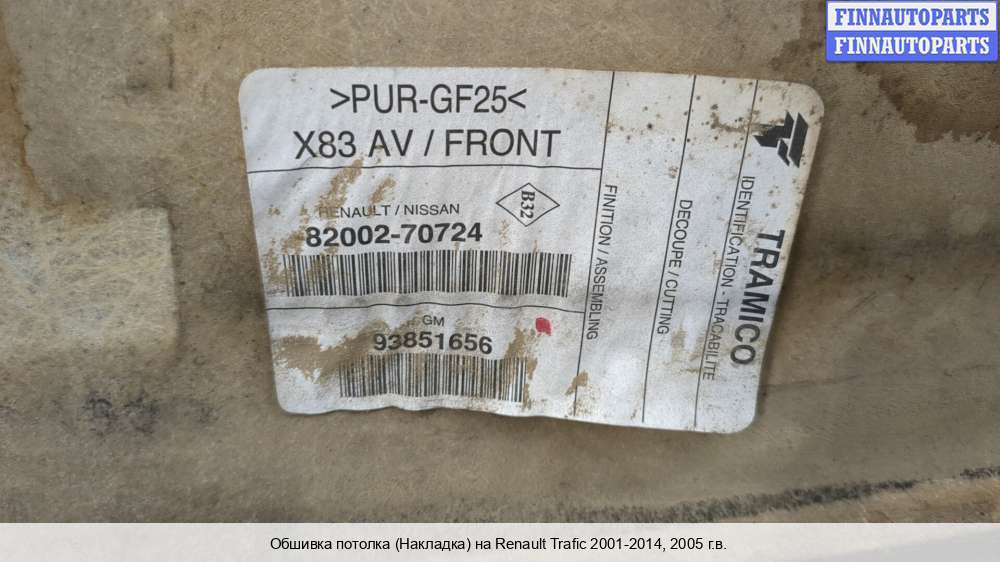 FINNAUTOPARTS
FINNAUTOPARTS
>PUR-GF25<
X83 AV / FRONT
RENAULT / NISSAN
B32
82002-70724
GM
93851656
FINITION / ASSEMBLING
DECOUPE / CUTTING
IDENTIFICATION - TRACABILITE
TRAMICO
Обшивка потолка (Накладка) на Renault Trafic 2001-2014, 2005 г.в.